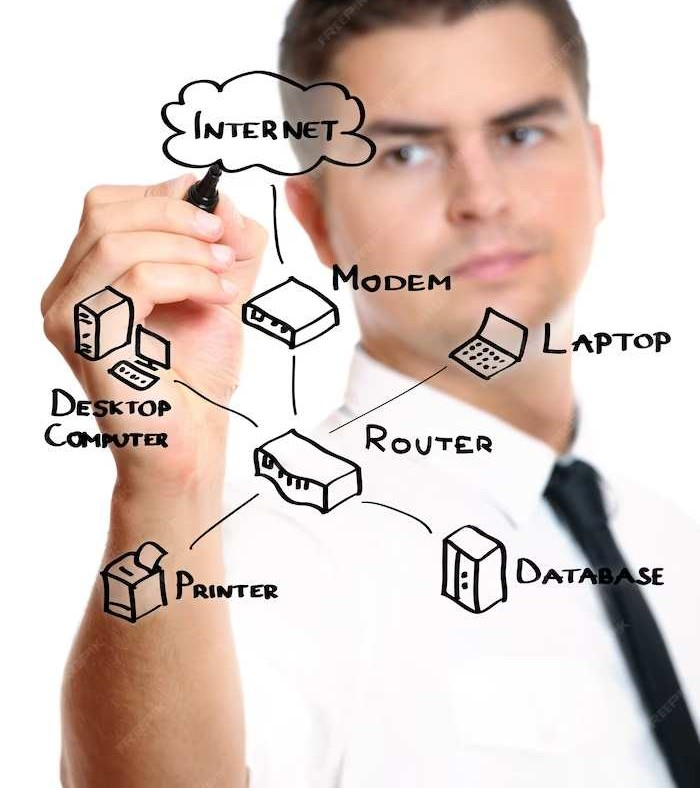 INTERNET
MODEM
LAPTOP
DESKTOP
COMPUTER
ROUTER
PRINTER
DATABASE